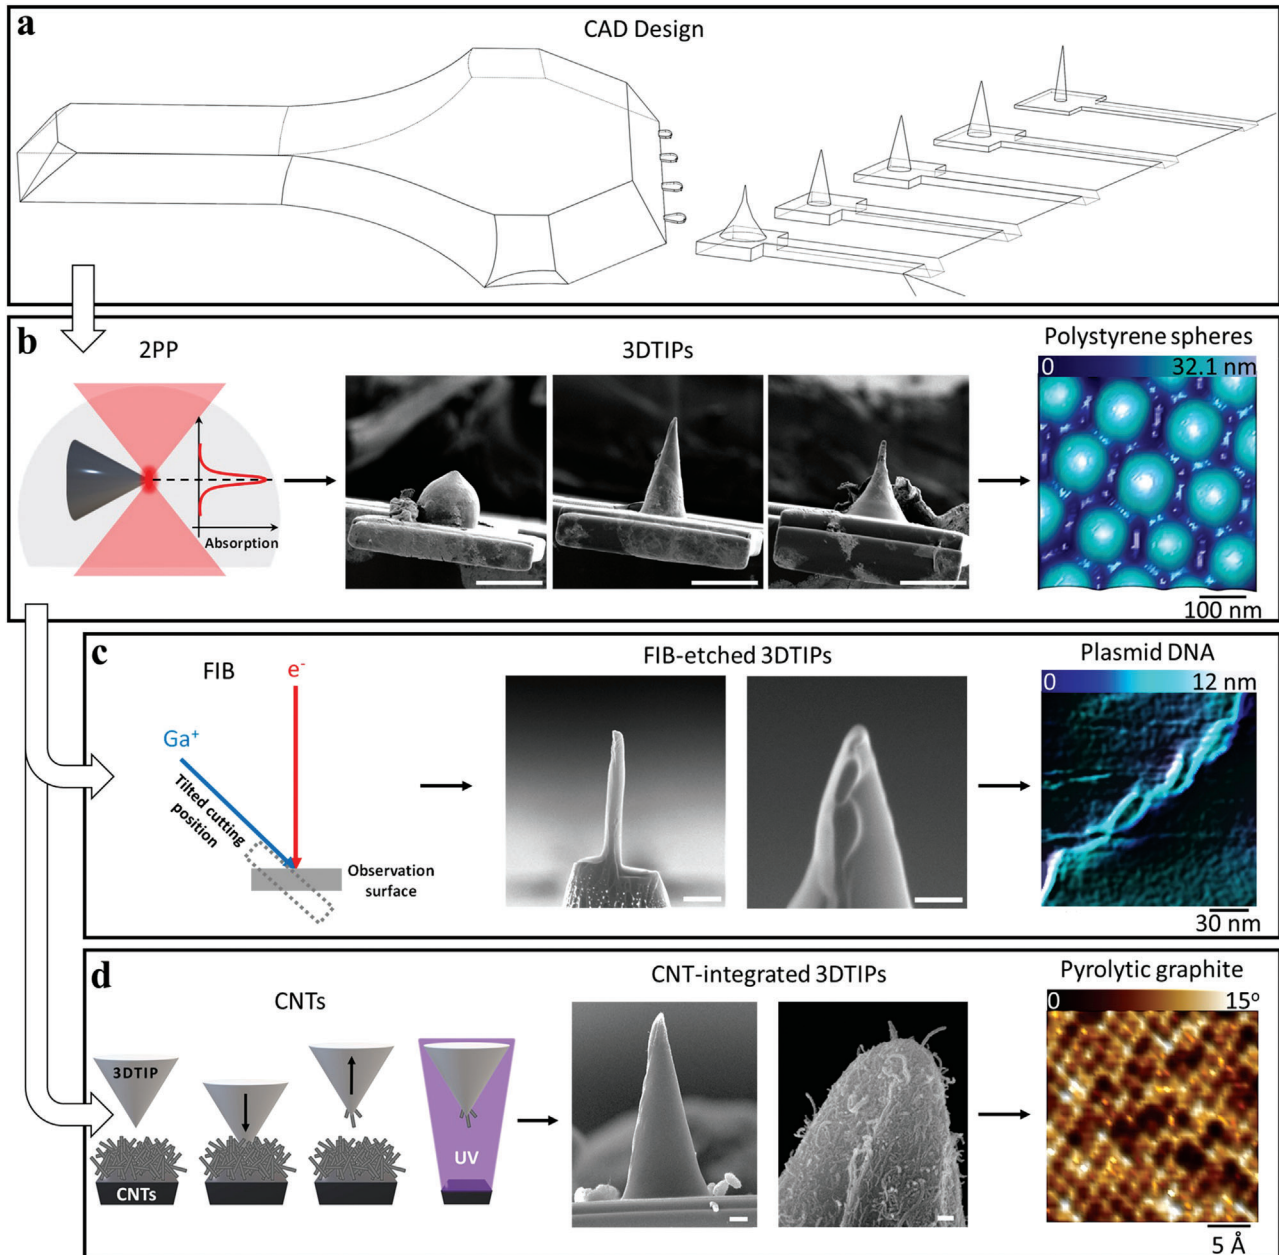 a
CAD Design
b
2PP
Absorption
3DTIPs
Polystyrene spheres
0 32.1 nm
100 nm
c
FIB
e-
Ga+
Tilted cutting
position
Observation
surface
FIB-etched 3DTIPs
Plasmid DNA
0 12 nm
30 nm
d
CNTs
3DTIP
CNTs
UV
CNT-integrated 3DTIPs
Pyrolytic graphite
0 15º
5 Å